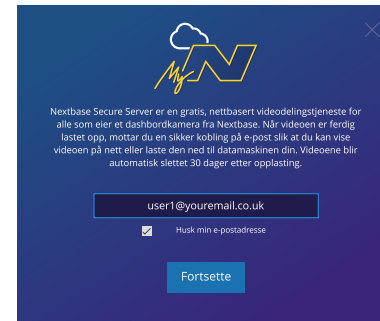 My N
Nextbase Secure Server er en gratis, nettbasert videodelingstjeneste for
alle som eier et dashbordkamera fra Nextbase. Når videoen er ferdig
lastet opp, mottar du en sikker kobling på e-post slik at du kan vise
videoen på nett eller laste den ned til datamaskinen din. Videoene blir
automatisk slettet 30 dager etter opplasting.
user1@youremail.co.uk
Husk min e-postadresse
Fortsette